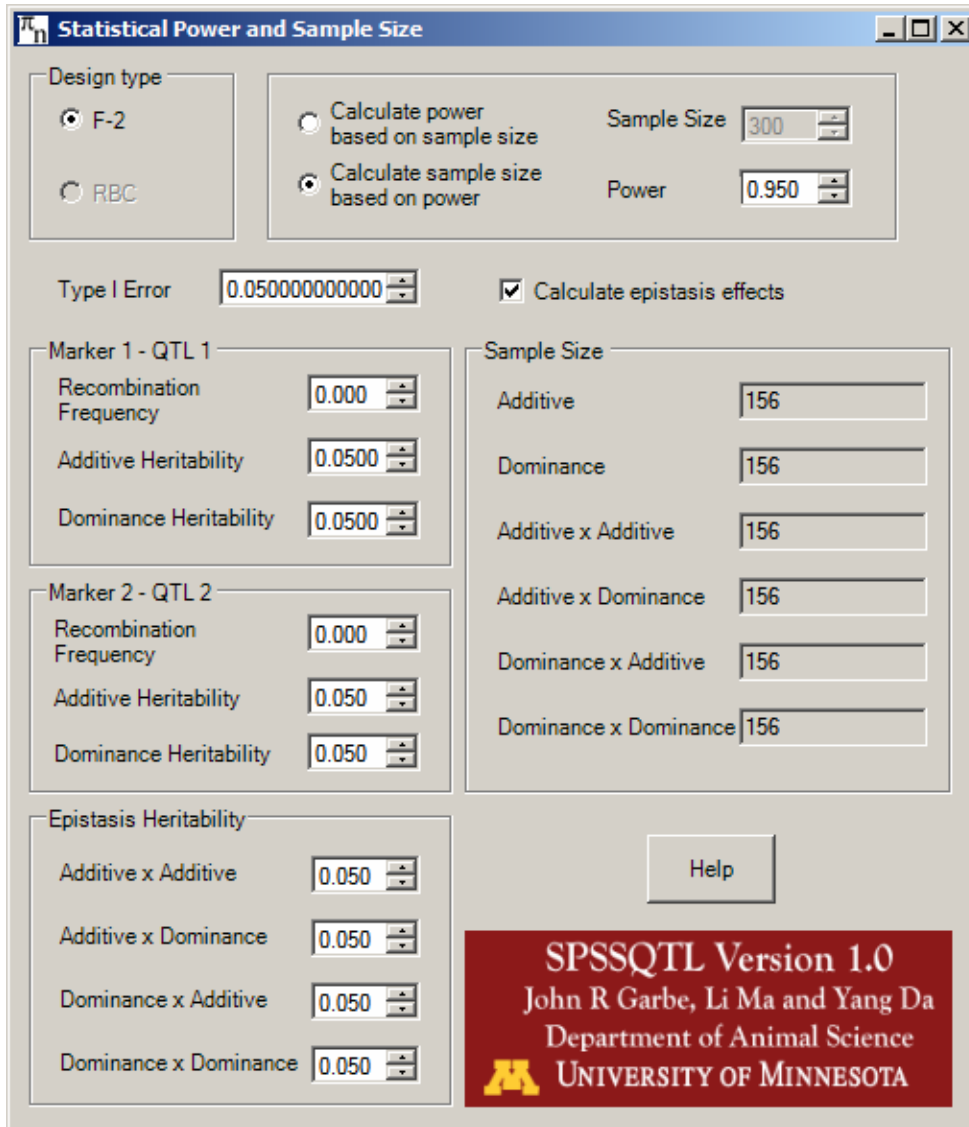 πn Statistical Power and Sample Size
Design type
F-2
RBC
Calculate power
based on sample size
Calculate sample size
based on power
Sample Size 300
Power 0.950
Type I Error 0.050000000000
Calculate epistasis effects
Marker 1 - QTL 1
Recombination
Frequency 0.000
Additive Heritability 0.0500
Dominance Heritability 0.0500
Marker 2 - QTL 2
Recombination
Frequency 0.000
Additive Heritability 0.050
Dominance Heritability 0.050
Epistasis Heritability
Additive x Additive 0.050
Additive x Dominance 0.050
Dominance x Additive 0.050
Dominance x Dominance 0.050
Sample Size
Additive 156
Dominance 156
Additive x Additive 156
Additive x Dominance 156
Dominance x Additive 156
Dominance x Dominance 156
Help
SPSSQTL Version 1.0
John R Garbe, Li Ma and Yang Da
Department of Animal Science
M UNIVERSITY OF MINNESOTA